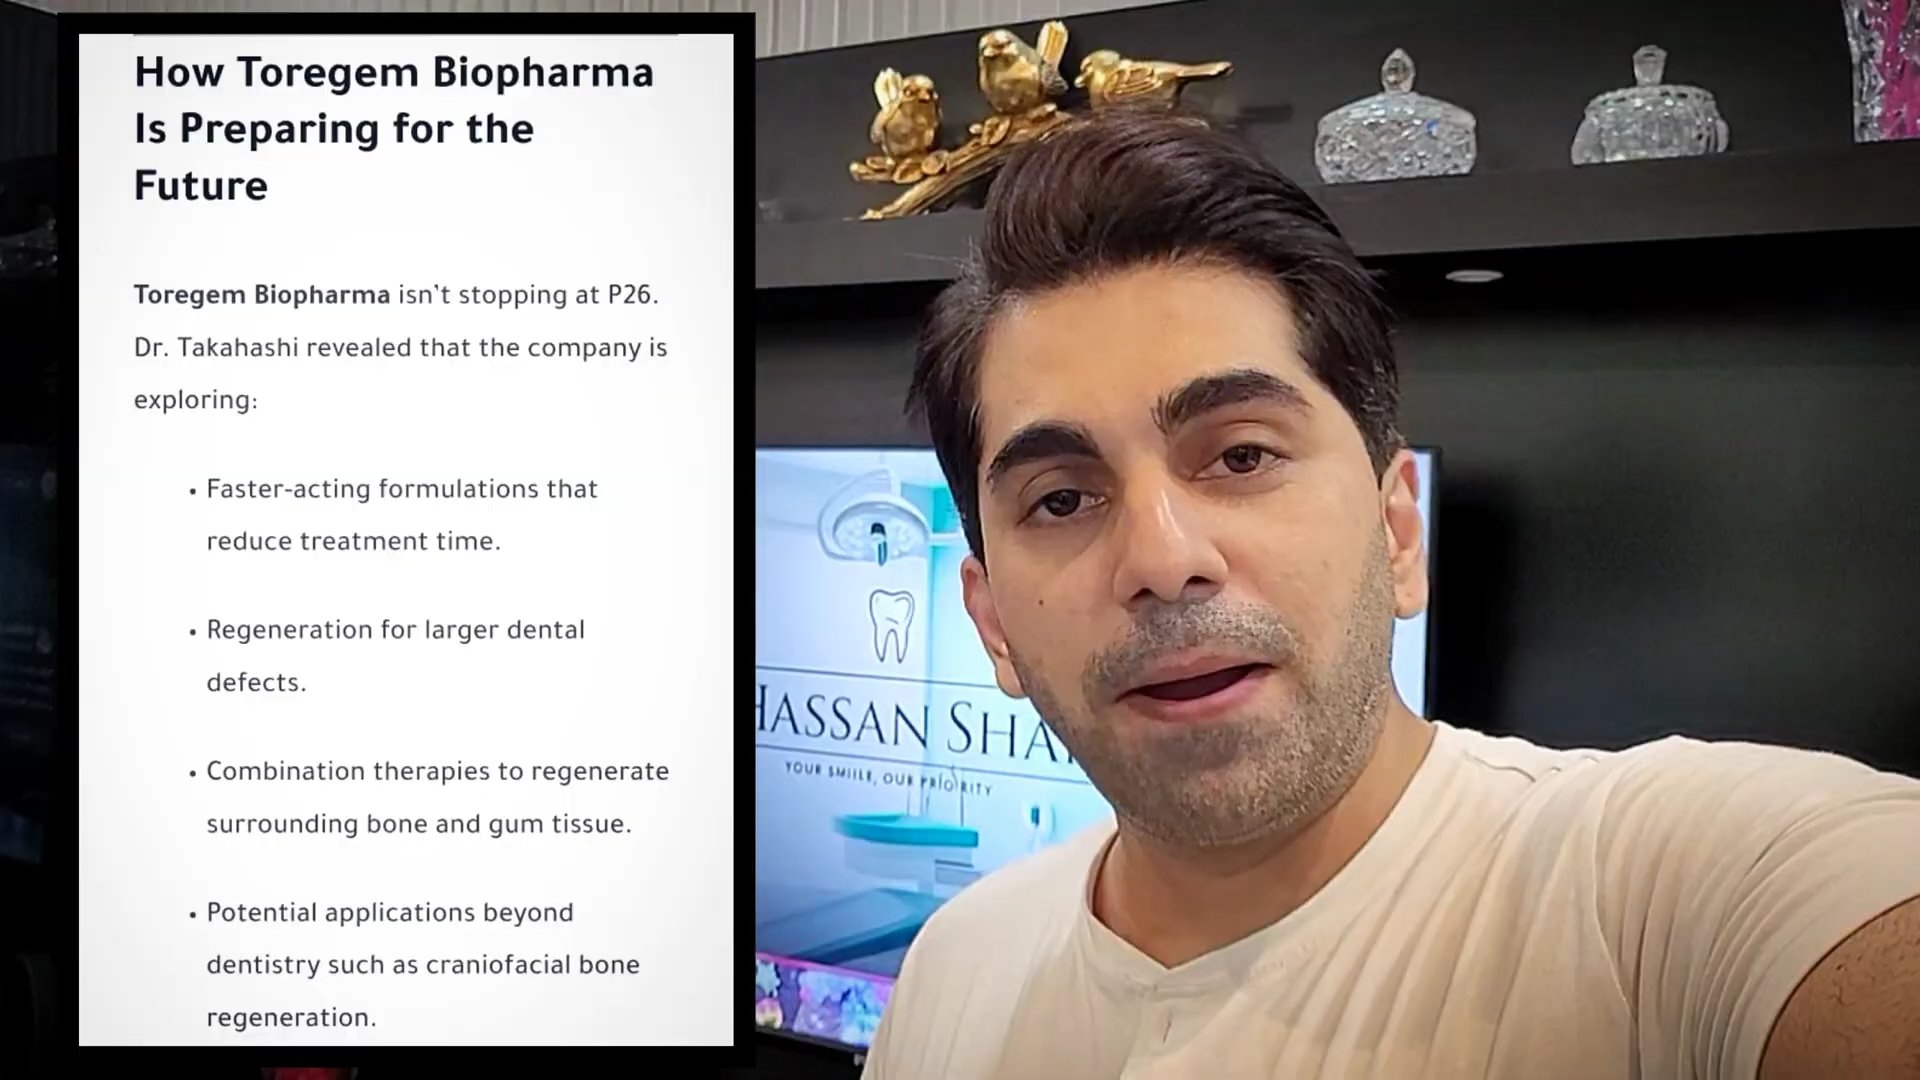 How Toregem Biopharma
Is Preparing for the
Future
Toregem Biopharma isn't stopping at P26.
Dr. Takahashi revealed that the company is
exploring:
• Faster-acting formulations that
reduce treatment time.
• Regeneration for larger dental
defects.
• Combination therapies to regenerate
surrounding bone and gum tissue.
• Potential applications beyond
dentistry such as craniofacial bone
regeneration.
HASSAN SHA
YOUR SMIILE, OUR PRIORITY